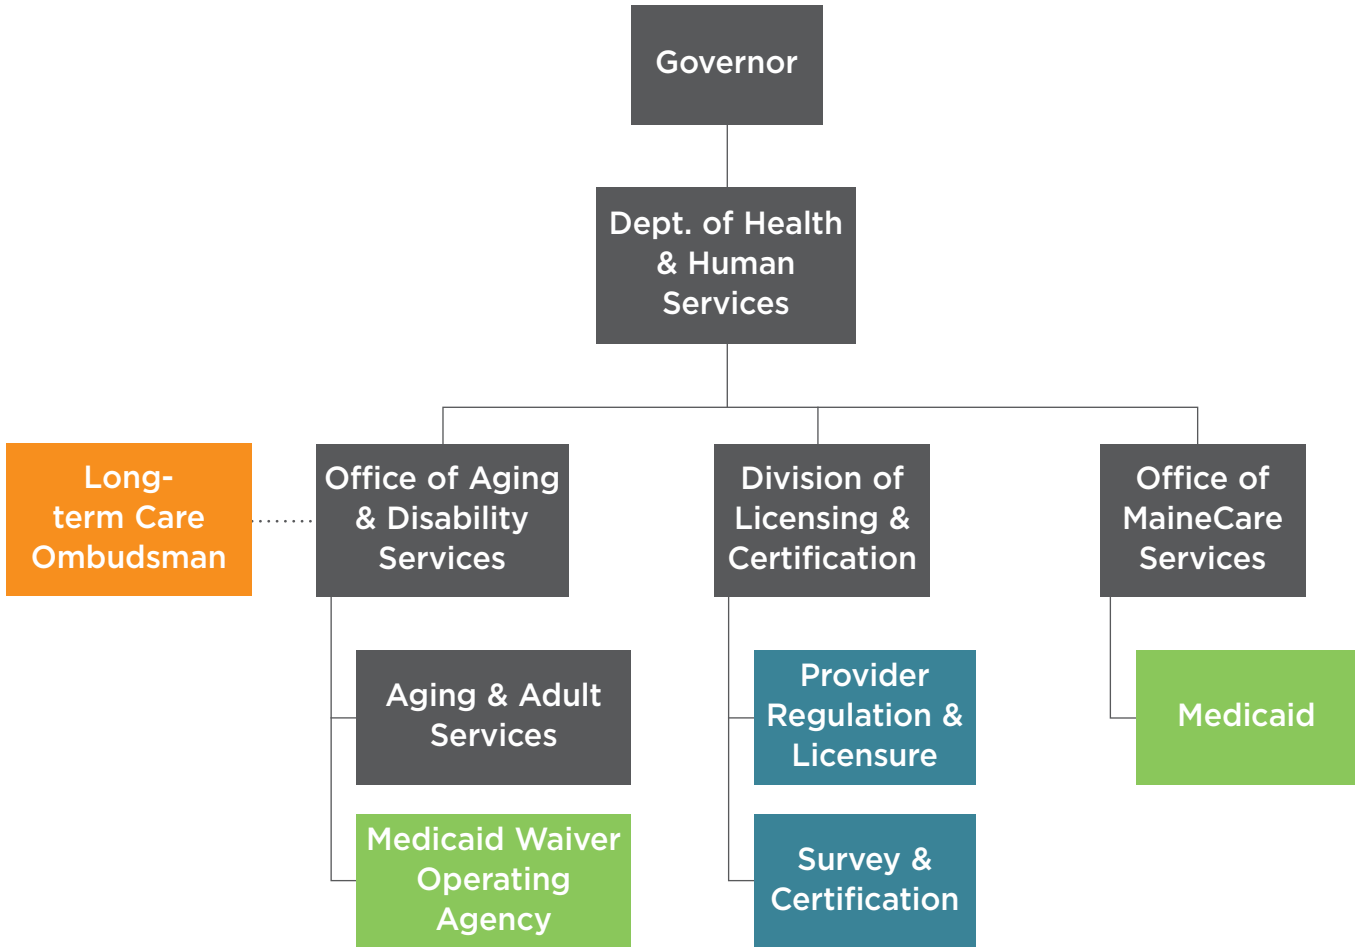 Governor
Dept. of Health
& Human
Services
Long-
term Care
Ombudsman
Office of Aging
& Disability
Services
Division of
Licensing &
Certification
Office of
MaineCare
Services
Aging & Adult
Services
Provider
Regulation &
Licensure
Medicaid
Medicaid Waiver
Operating
Agency
Survey &
Certification